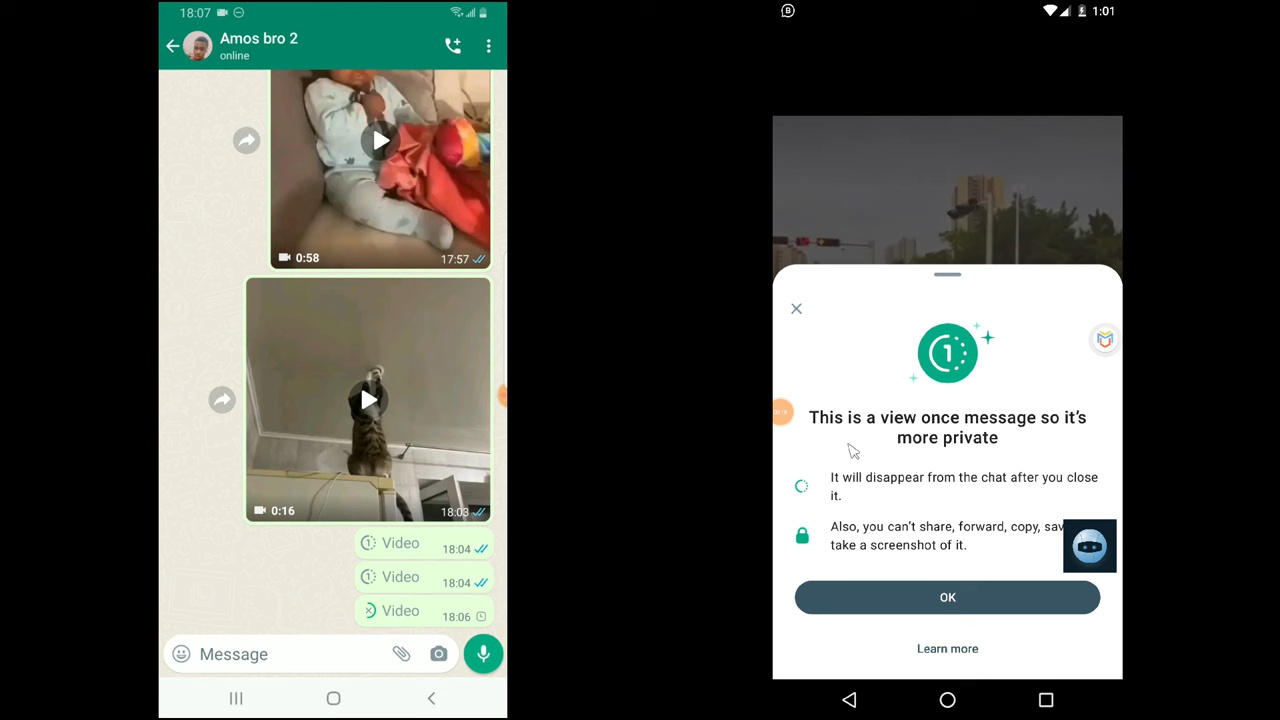 18:07
Amos bro 2
online
0:58
17:57
0:16
18:03
1 Video
18:04
1 Video
18:04
Video
18:06
Message
B
1:01
1
This is a view once message so it's
more private
It will disappear from the chat after you close
it.
Also, you can't share, forward, copy,
take a screenshot of it.
OK
Learn more